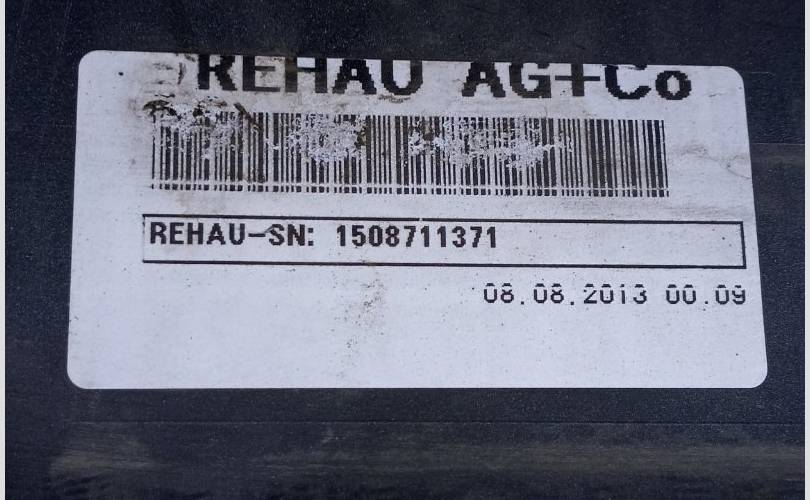 REHAU AG+Co
REHAU-SN: 1508711371
08.08.2013 00.09